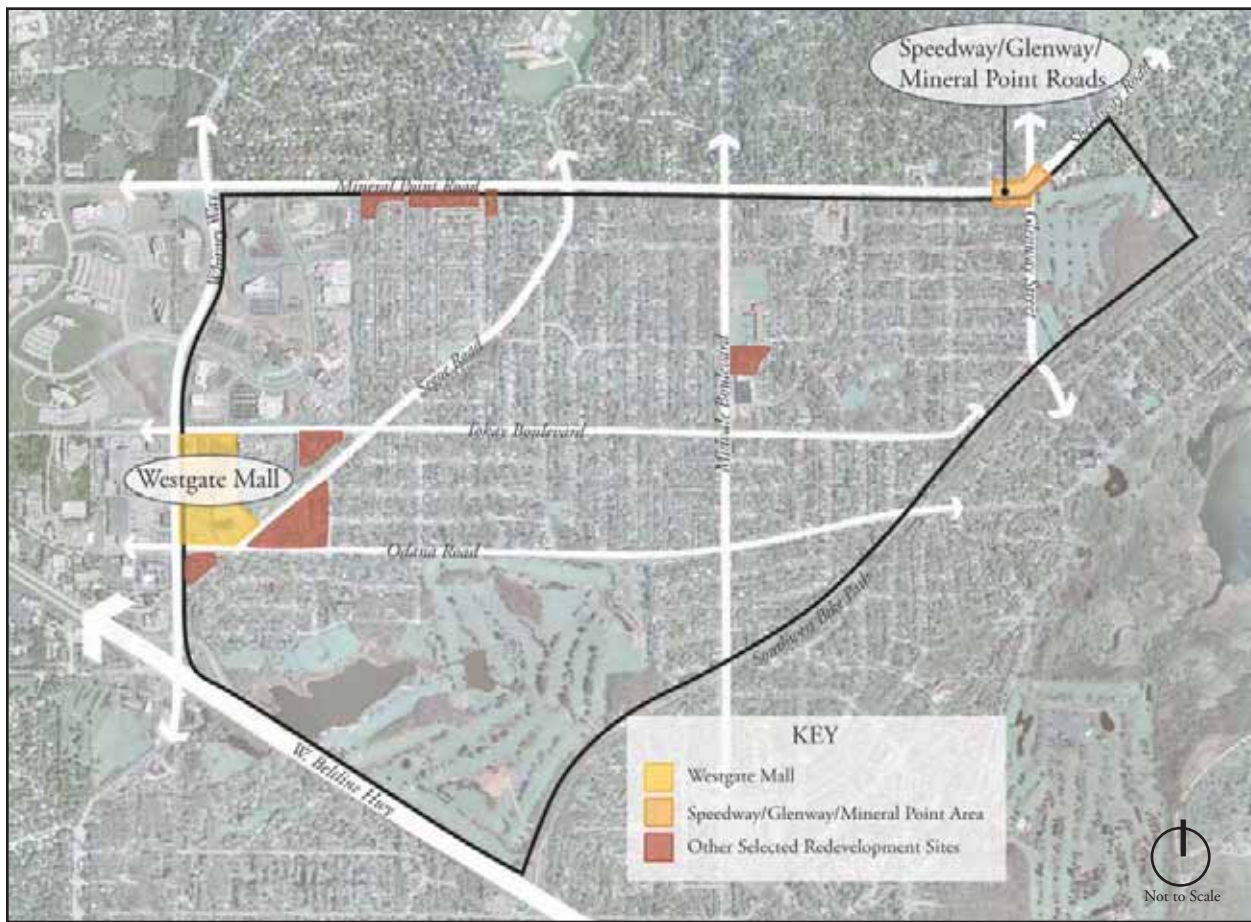 Speedway/Glenway/
Mineral Point Roads
Speedway Road
Mineral Point Road
Whitney Way
Glenway Street
Segoe Road
Midvale Boulevard
Tokay Boulevard
Westgate Mall
Odana Road
Southwest Bike Path
W. Beltline Hwy
KEY
Westgate Mall
Speedway/Glenway/Mineral Point Area
Other Selected Redevelopment Sites
Not to Scale